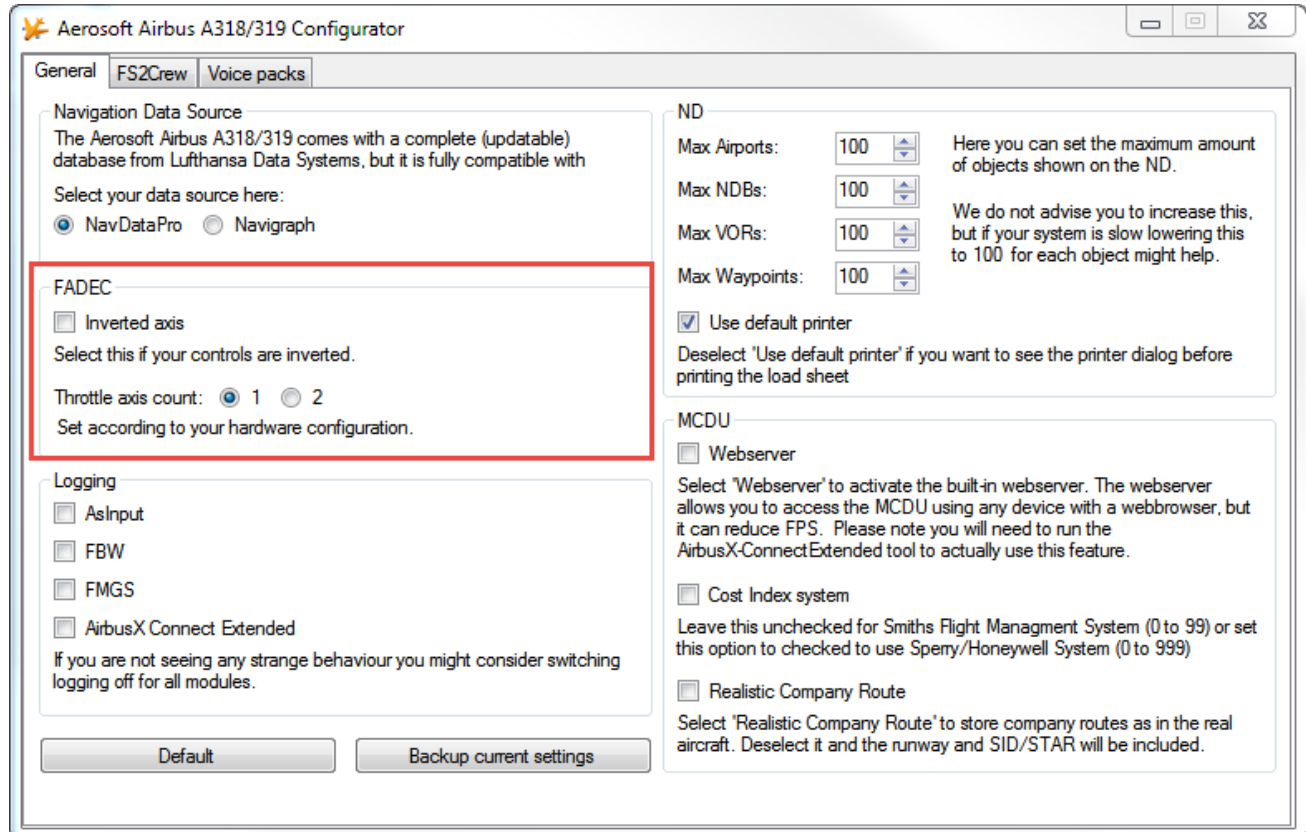 Aerosoft Airbus A318/319 Configurator
General FS2Crew Voice packs
Navigation Data Source
The Aerosoft Airbus A318/319 comes with a complete (updatable)
database from Lufthansa Data Systems, but it is fully compatible with
Select your data source here:
NavDataPro Navigraph
FADEC
Inverted axis
Select this if your controls are inverted.
Throttle axis count: 1 2
Set according to your hardware configuration.
Logging
AsInput
FBW
FMGS
AirbusX Connect Extended
If you are not seeing any strange behaviour you might consider switching
logging off for all modules.
Default Backup current settings
ND
Max Airports: 100
Max NDBs: 100
Max VORs: 100
Max Waypoints: 100
Here you can set the maximum amount
of objects shown on the ND.
We do not advise you to increase this,
but if your system is slow lowering this
to 100 for each object might help.
Use default printer
Deselect 'Use default printer' if you want to see the printer dialog before
printing the load sheet
MCDU
Webserver
Select 'Webserver' to activate the built-in webserver. The webserver
allows you to access the MCDU using any device with a webbrowser, but
it can reduce FPS. Please note you will need to run the
AirbusX-ConnectExtended tool to actually use this feature.
Cost Index system
Leave this unchecked for Smiths Flight Managment System (0 to 99) or set
this option to checked to use Sperry/Honeywell System (0 to 999)
Realistic Company Route
Select 'Realistic Company Route' to store company routes as in the real
aircraft. Deselect it and the runway and SID/STAR will be included.